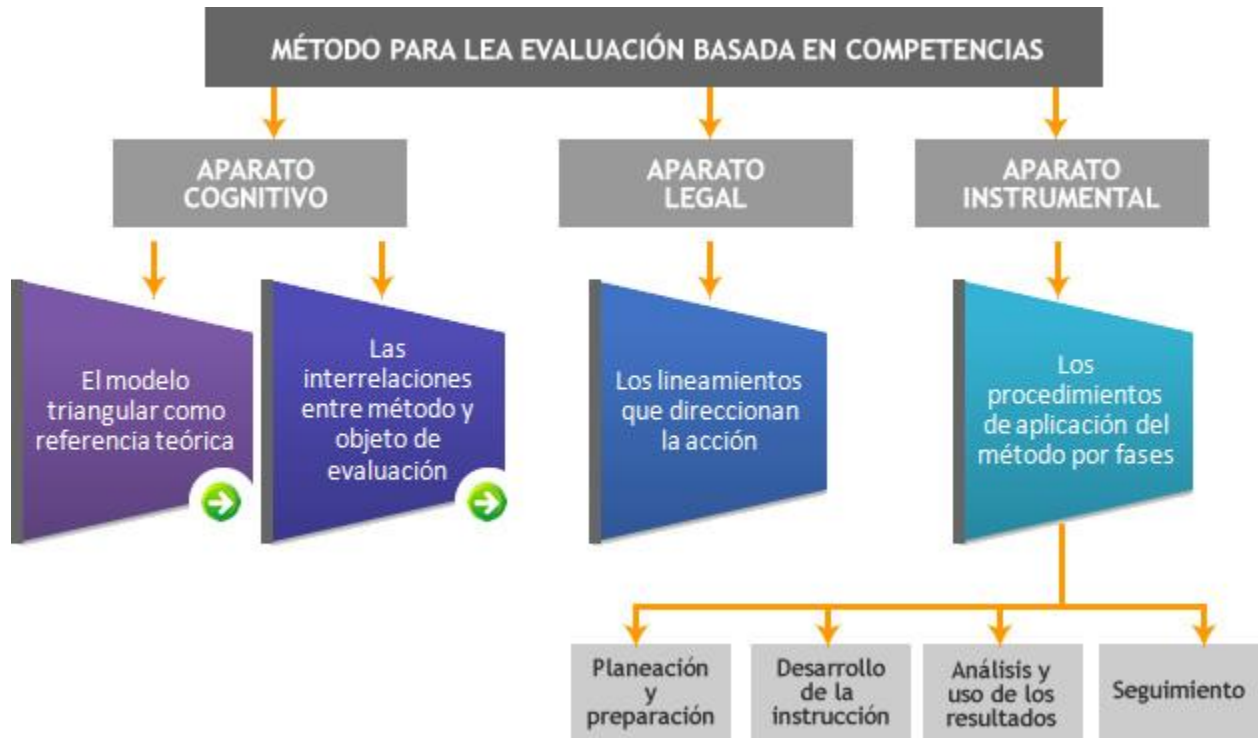 MÉTODO PARA LEA EVALUACIÓN BASADA EN COMPETENCIAS
APARATO
COGNITIVO
APARATO
LEGAL
APARATO
INSTRUMENTAL
El modelo
triangular como
referencia teórica
Las
interrelaciones
entre método y
objeto de
evaluación
Los lineamientos
que direccionan
la acción
Los
procedimientos
de aplicación del
método por fases
Planeación
y
preparación
Desarrollo
de la
instrucción
Análisis y
uso de los
resultados
Seguimiento